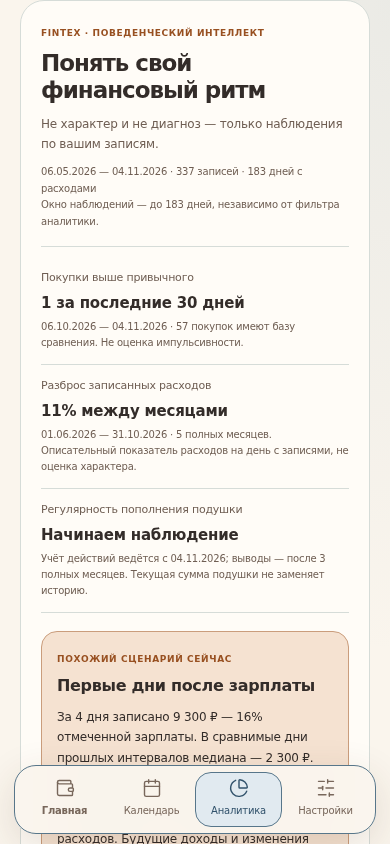 FINTEX · ПОВЕДЕНЧЕСКИЙ ИНТЕЛЛЕКТ
Понять свой
финансовый ритм
Не характер и не диагноз — только наблюдения
по вашим записям.
06.05.2026 — 04.11.2026 · 337 записей · 183 дней с
расходами
Окно наблюдений — до 183 дней, независимо от фильтра
аналитики.
Покупки выше привычного
1 за последние 30 дней
06.10.2026 — 04.11.2026 · 57 покупок имеют базу
сравнения. Не оценка импульсивности.
Разброс записанных расходов
11% между месяцами
01.06.2026 — 31.10.2026 · 5 полных месяцев.
Описательный показатель расходов на день с записями, не
оценка характера.
Регулярность пополнения подушки
Начинаем наблюдение
Учёт действий ведётся с 04.11.2026; выводы — после 3
полных месяцев. Текущая сумма подушки не заменяет
историю.
ПОХОЖИЙ СЦЕНАРИЙ СЕЙЧАС
Первые дни после зарплаты
За 4 дня записано 9 300 ₽ — 16%
отмеченной зарплаты. В сравнимые дни
прошлых интервалов медиана — 2 300 ₽.
Главная
Календарь
Аналитика
Настройки
расходов. Будущие доходы и изменения